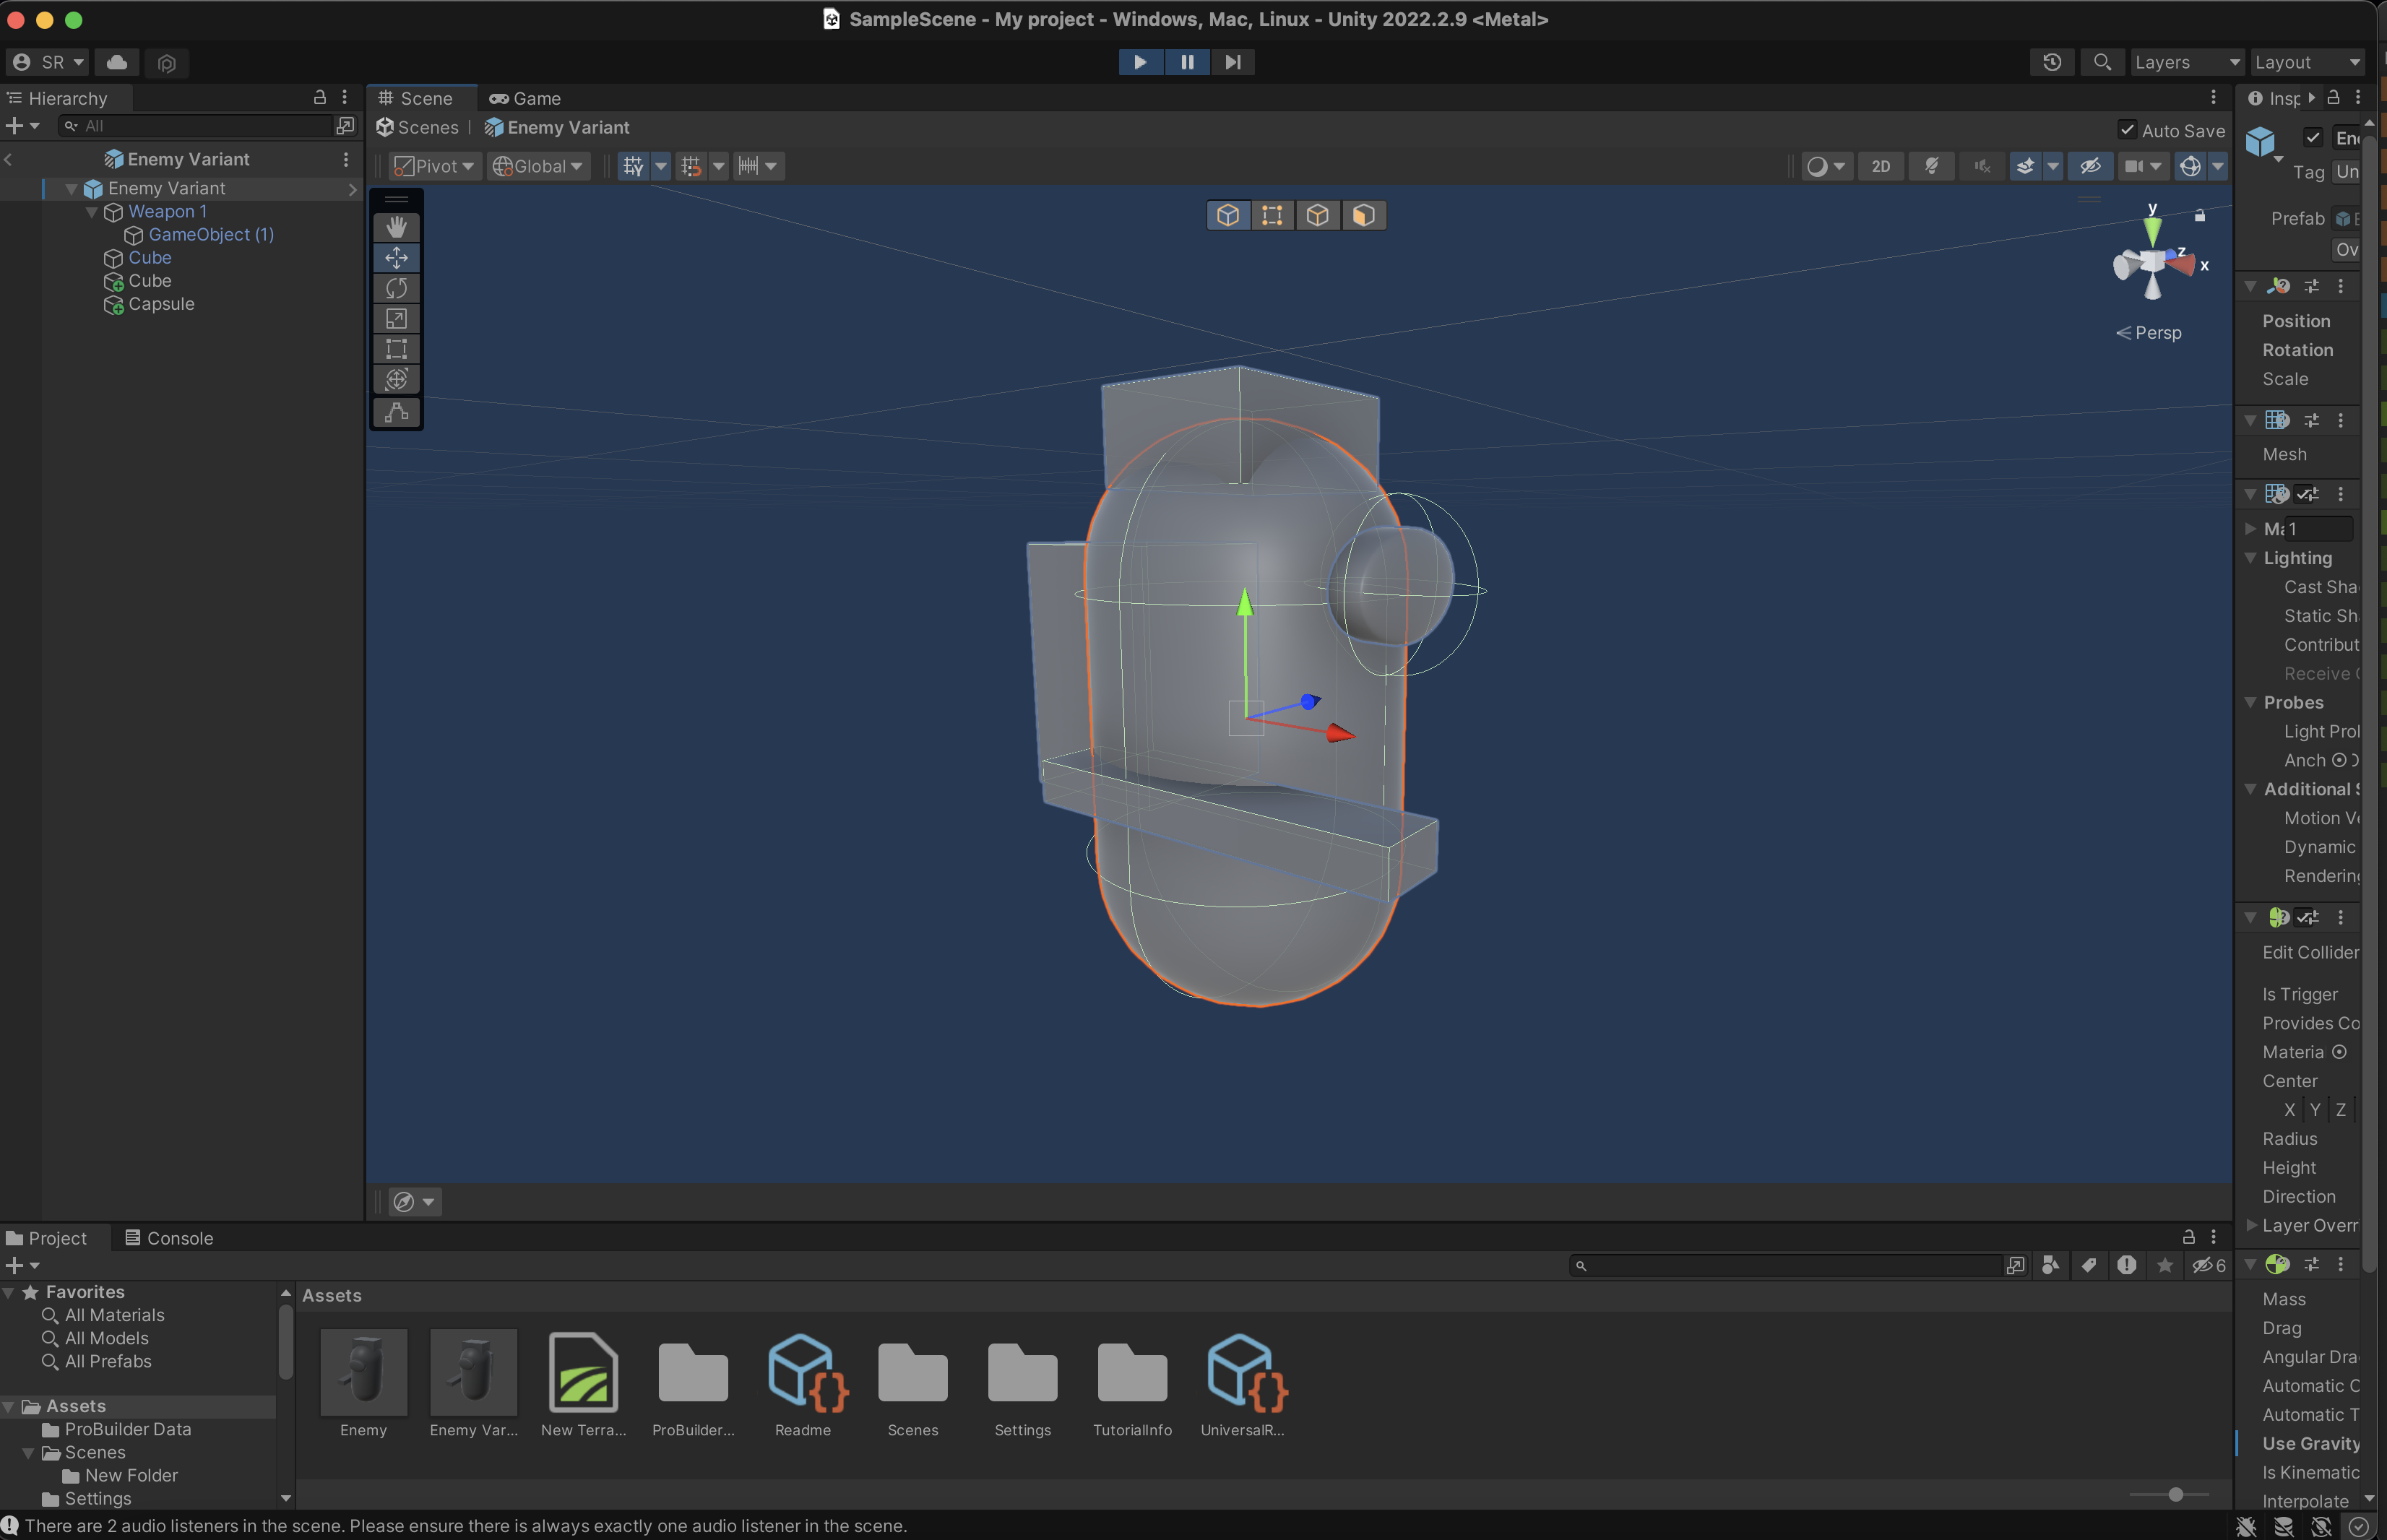 SampleScene - My project - Windows, Mac, Linux - Unity 2022.2.9 <Metal>
SR
Layers
Layout
Hierarchy
All
Enemy Variant
Enemy Variant
Weapon 1
GameObject (1)
Cube
Cube
Capsule
Scene
Game
Scenes
Enemy Variant
Auto Save
Pivot
Global
2D
y
z
x
Persp
Insp
Ene
Tag
Un
Prefab
E
Ov
Position
Rotation
Scale
Mesh
Ma
1
Lighting
Cast Sha
Static Sh
Contribut
Receive
Probes
Light Prol
Anch
Additional
Motion Ve
Dynamic
Rendering
Edit Collider
Is Trigger
Provides Co
Materia
Center
X Y Z
Radius
Height
Direction
Layer Overr
Mass
Drag
Angular Dra
Automatic C
Automatic T
Use Gravity
Is Kinematic
Interpolate
Project
Console
6
Favorites
All Materials
All Models
All Prefabs
Assets
ProBuilder Data
Scenes
New Folder
Settings
Assets
Enemy
Enemy Var...
New Terra...
ProBuilder...
Readme
Scenes
Settings
TutorialInfo
UniversalR...
There are 2 audio listeners in the scene. Please ensure there is always exactly one audio listener in the scene.